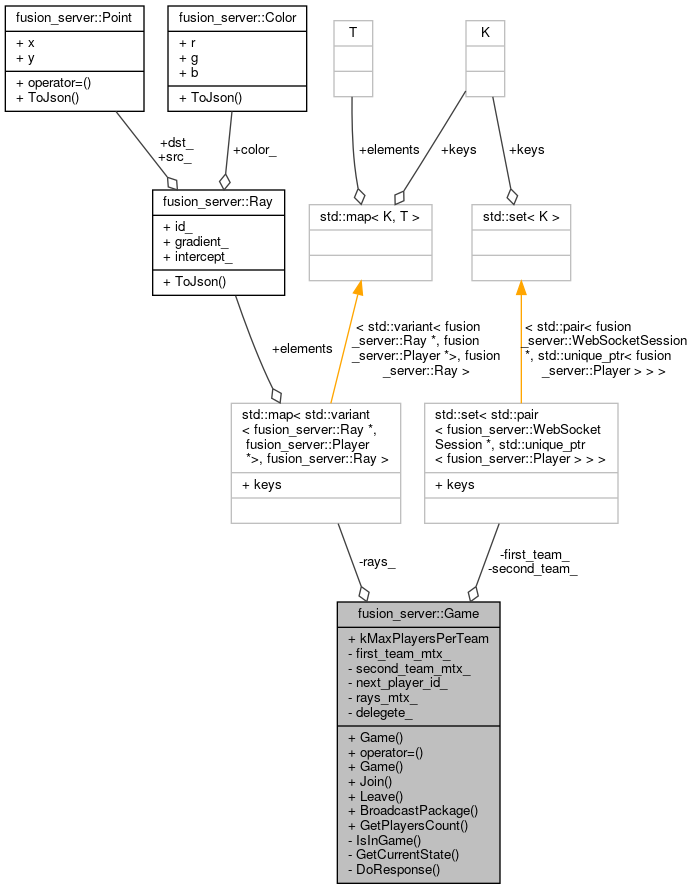 fusion_server::Point
+ x
+ y
+ operator=()
+ ToJson()
fusion_server::Color
+ r
+ g
+ b
+ ToJson()
T
K
+dst_
+src_
+color_
+elements
+keys
+keys
fusion_server::Ray
+ id_
+ gradient_
+ intercept_
+ ToJson()
std::map< K, T >
std::set< K >
+elements
< std::variant< fusion
_server::Ray *, fusion
_server::Player *>, fusion
_server::Ray >
< std::pair< fusion
_server::WebSocketSession
*, std::unique_ptr< fusion
_server::Player > > >
std::map< std::variant
< fusion_server::Ray *,
fusion_server::Player
*>, fusion_server::Ray >
+ keys
std::set< std::pair
< fusion_server::WebSocket
Session *, std::unique_ptr
< fusion_server::Player > > >
+ keys
-rays_
-first_team_
-second_team_
fusion_server::Game
+ kMaxPlayersPerTeam
- first_team_mtx_
- second_team_mtx_
- next_player_id_
- rays_mtx_
- delegete_
+ Game()
+ operator=()
+ Game()
+ Join()
+ Leave()
+ BroadcastPackage()
+ GetPlayersCount()
- IsInGame()
- GetCurrentState()
- DoResponse()